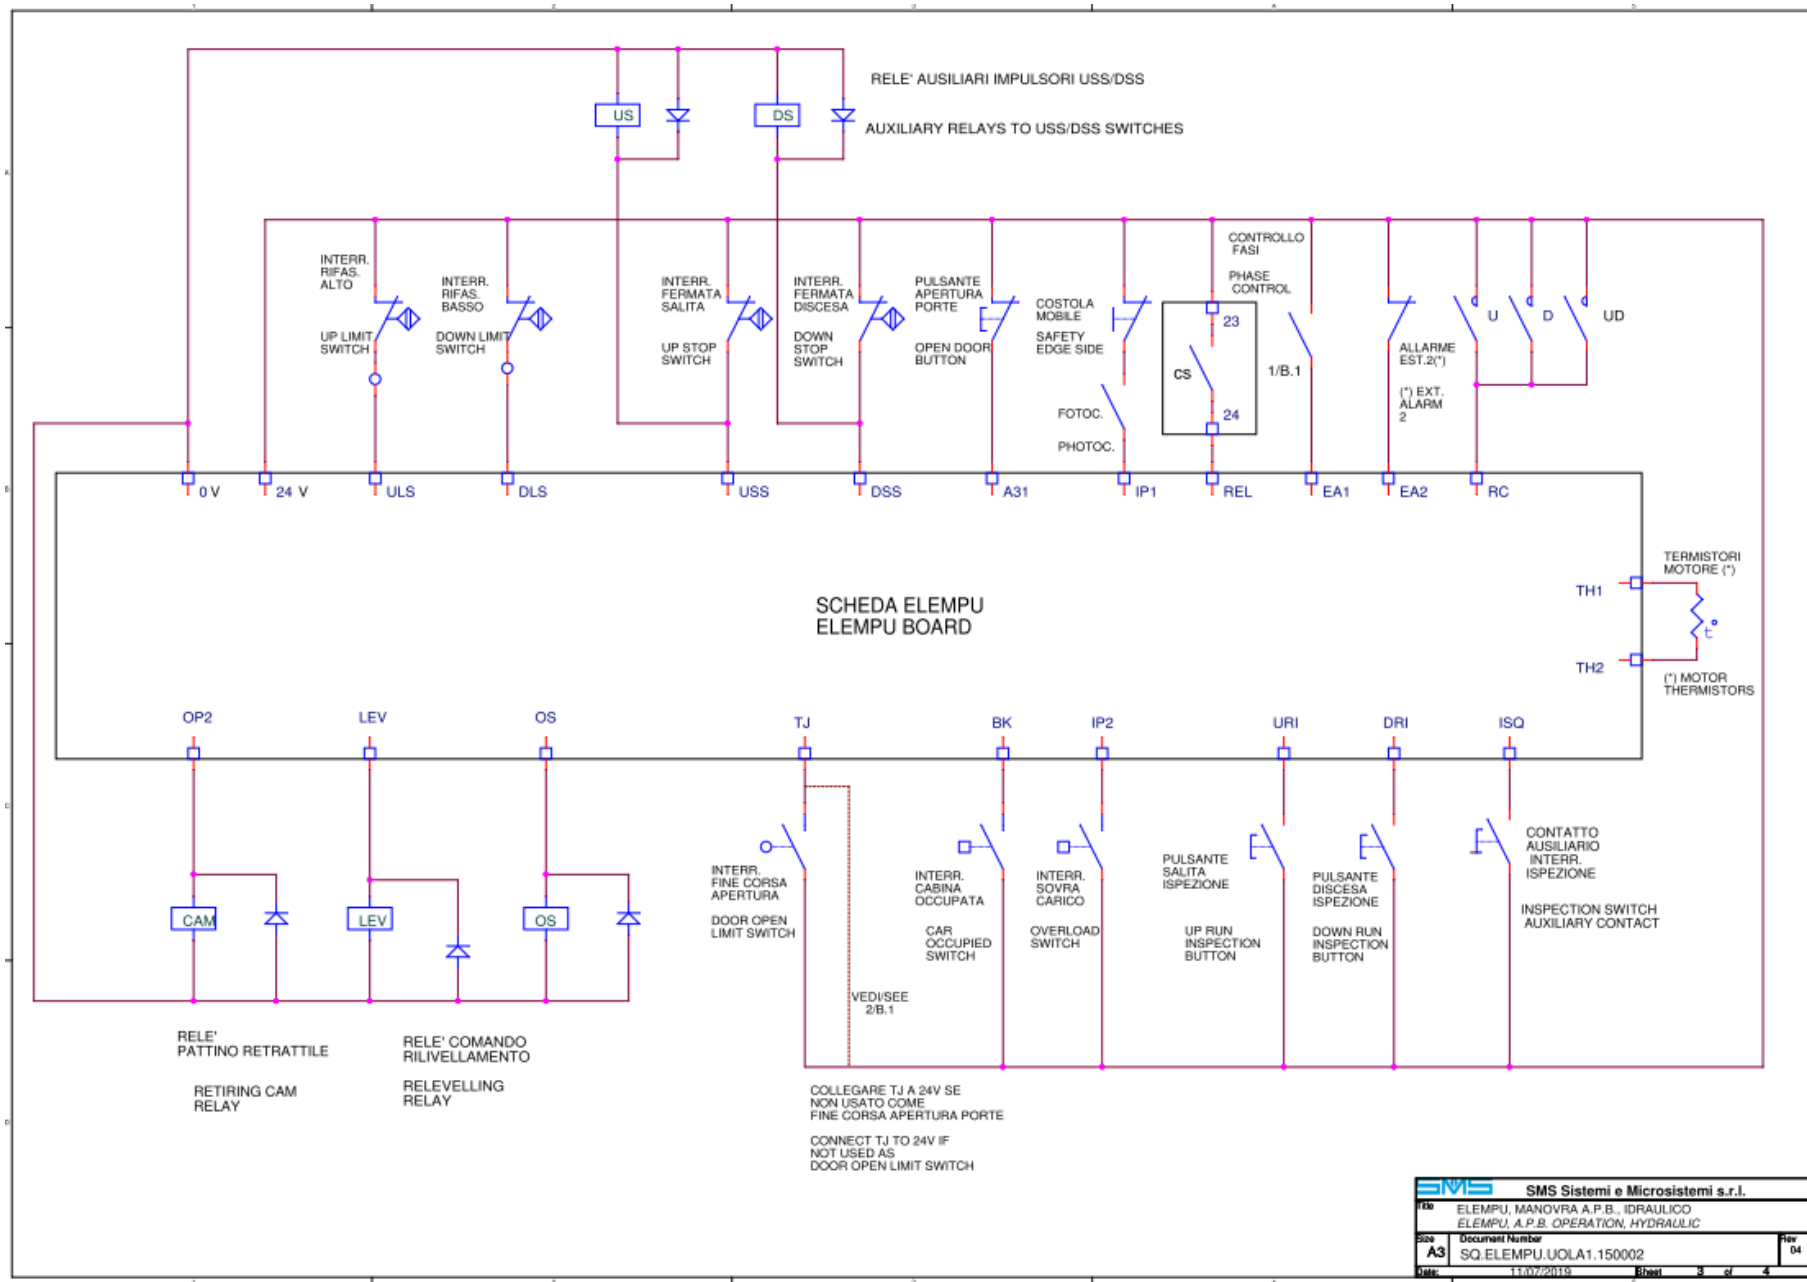 RELE' AUSILIARI IMPULSORI USS/DSS
AUXILIARY RELAYS TO USS/DSS SWITCHES
US
DS
INTERR.
RIFAS.
ALTO
UP LIMIT
SWITCH
INTERR.
RIFAS.
BASSO
DOWN LIMIT
SWITCH
INTERR.
FERMATA
SALITA
UP STOP
SWITCH
INTERR.
FERMATA
DISCESA
DOWN
STOP
SWITCH
PULSANTE
APERTURA
PORTE
OPEN DOOR
BUTTON
COSTOLA
MOBILE
SAFETY
EDGE SIDE
FOTOC.
PHOTOC.
CONTROLLO
FASI
PHASE
CONTROL
23
CS
24
1/B.1
ALLARME
EST.2(*)
(*) EXT.
ALARM
2
U
D
UD
0 V
24 V
ULS
DLS
USS
DSS
A31
IP1
REL
EA1
EA2
RC
SCHEDA ELEMPU
ELEMPU BOARD
TERMISTORI
MOTORE (*)
TH1
t°
TH2
(*) MOTOR
THERMISTORS
OP2
LEV
OS
TJ
BK
IP2
URI
DRI
ISQ
CAM
LEV
OS
INTERR.
FINE CORSA
APERTURA
DOOR OPEN
LIMIT SWITCH
VEDI/SEE
2/B.1
INTERR.
CABINA
OCCUPATA
CAR
OCCUPIED
SWITCH
INTERR.
SOVRA
CARICO
OVERLOAD
SWITCH
PULSANTE
SALITA
ISPEZIONE
UP RUN
INSPECTION
BUTTON
PULSANTE
DISCESA
ISPEZIONE
DOWN RUN
INSPECTION
BUTTON
CONTATTO
AUSILIARIO
INTERR.
ISPEZIONE
INSPECTION SWITCH
AUXILIARY CONTACT
RELE'
PATTINO RETRATTILE
RETIRING CAM
RELAY
RELE' COMANDO
RILIVELLAMENTO
RELEVELLING
RELAY
COLLEGARE TJ A 24V SE
NON USATO COME
FINE CORSA APERTURA PORTE
CONNECT TJ TO 24V IF
NOT USED AS
DOOR OPEN LIMIT SWITCH
SMS
SMS Sistemi e Microsistemi s.r.l.
Title
ELEMPU, MANOVRA A.P.B., IDRAULICO
ELEMPU, A.P.B. OPERATION, HYDRAULIC
Size
A3
Document Number
SQ.ELEMPU.UOLA1.150002
Rev
04
Date: 11/07/2019 Sheet 3 of 4